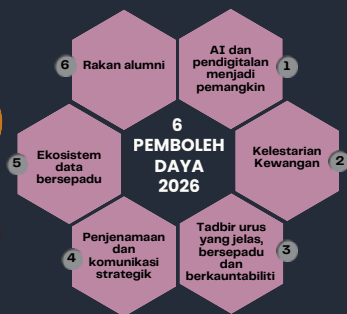 6
PEMBOLEH
DAYA
2026
1
AI dan
pendigitalan
menjadi
pemangkin
2
Kelestarian
Kewangan
3
Tadbir urus
yang jelas,
bersepadu
dan
berkauntabiliti
4
Penjenamaan
dan
komunikasi
strategik
5
Ekosistem
data
bersepadu
6
Rakan alumni